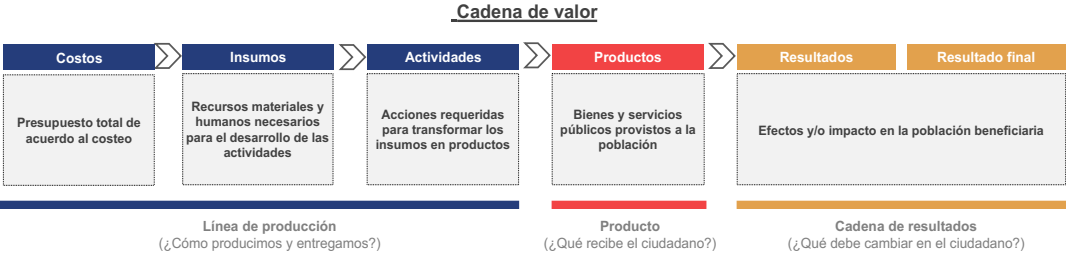 Cadena de valor
Costos
Insumos
Actividades
Productos
Resultados
Resultado final
Presupuesto total de
acuerdo al costeo
Recursos materiales y
humanos necesarios
para el desarrollo de las
actividades
Acciones requeridas
para transformar los
insumos en productos
Bienes y servicios
públicos provistos a la
población
Efectos y/o impacto en la población beneficiaria
Línea de producción
(¿Cómo producimos y entregamos?)
Producto
(¿Qué recibe el ciudadano?)
Cadena de resultados
(¿Qué debe cambiar en el ciudadano?)